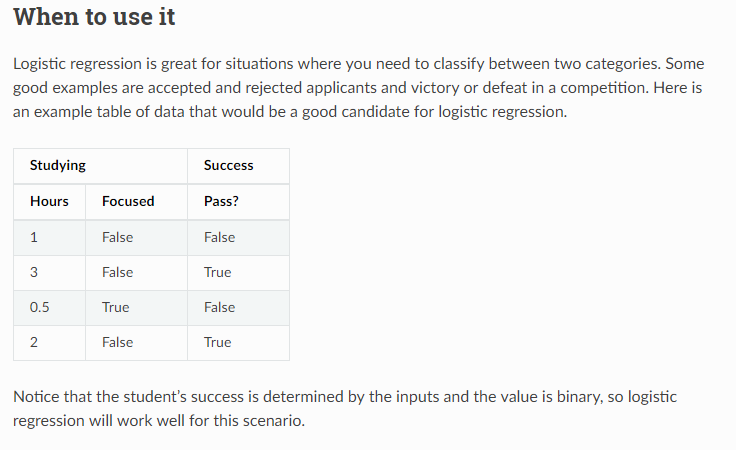 When to use it
Logistic regression is great for situations where you need to classify between two categories. Some
good examples are accepted and rejected applicants and victory or defeat in a competition. Here is
an example table of data that would be a good candidate for logistic regression.
Studying Success
Hours Focused Pass?
1 False False
3 False True
0.5 True False
2 False True
Notice that the student's success is determined by the inputs and the value is binary, so logistic
regression will work well for this scenario.